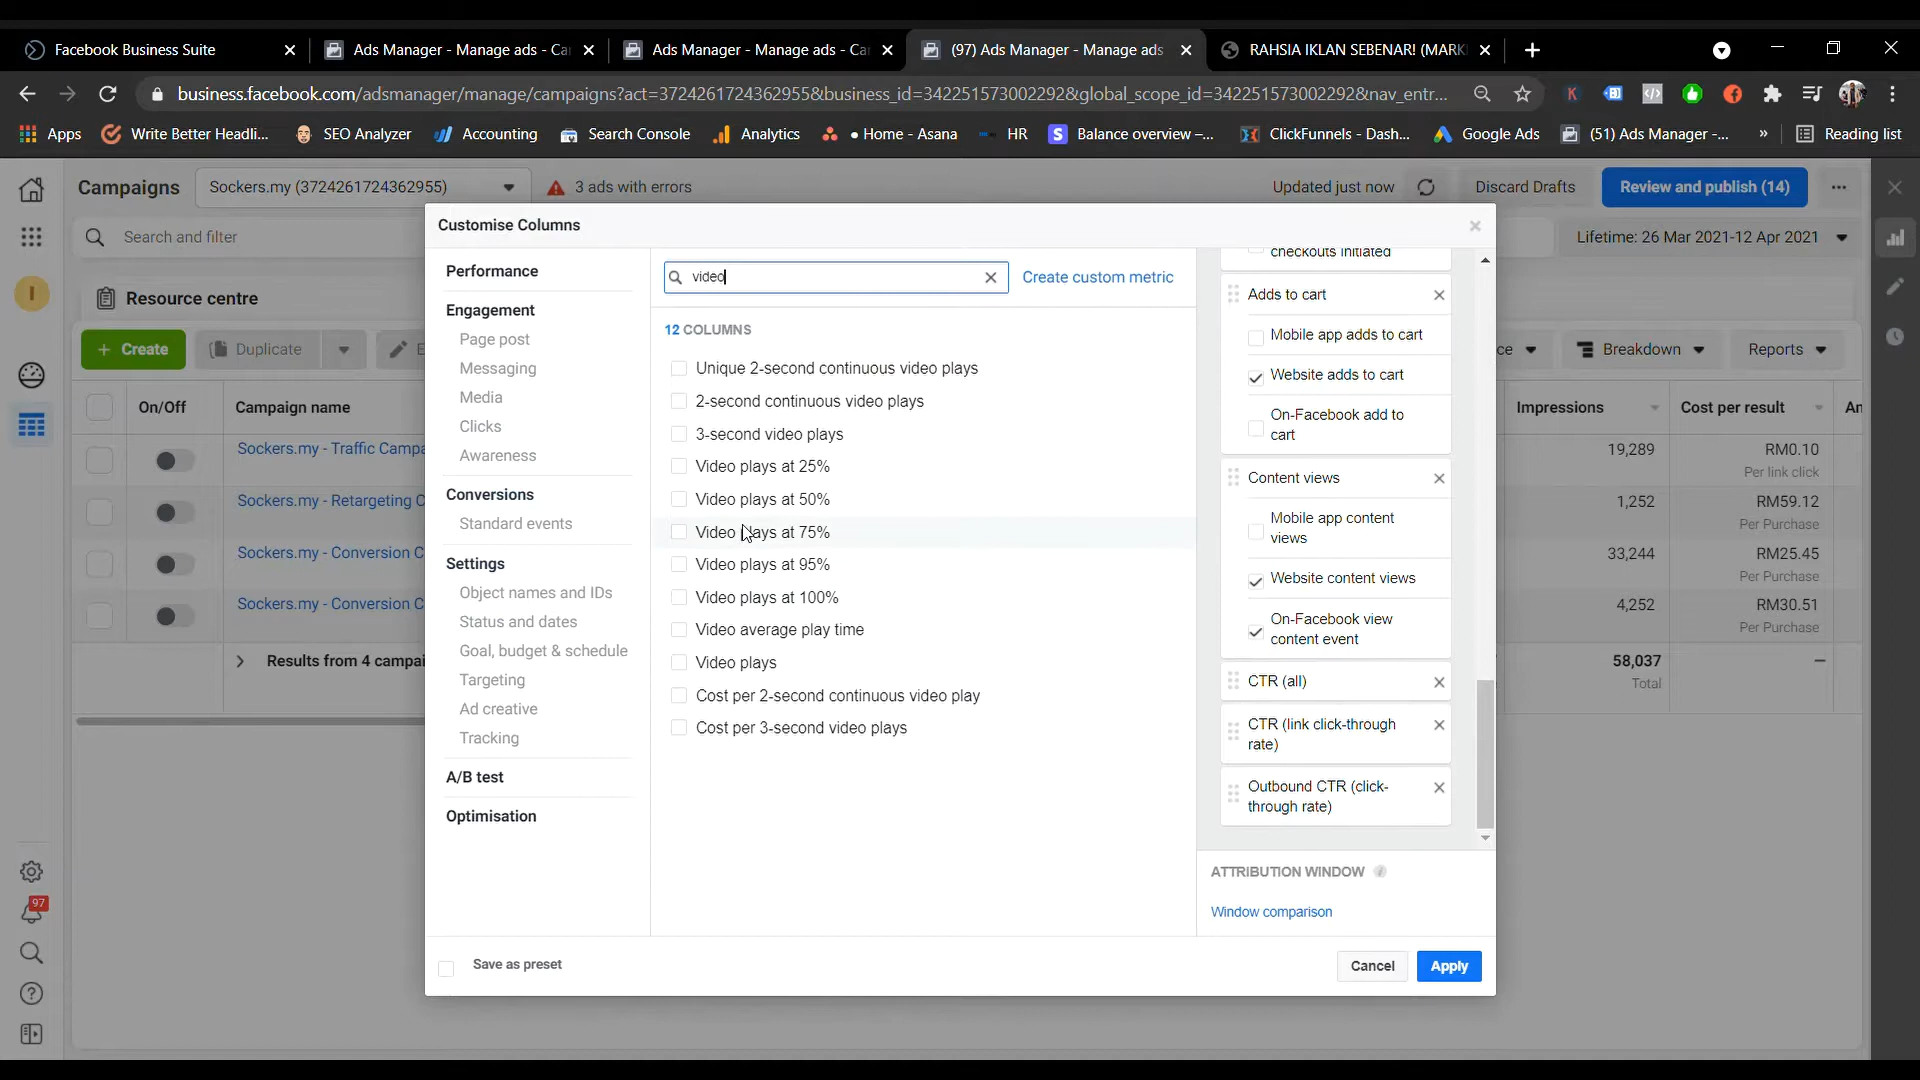 Facebook Business Suite
Ads Manager - Manage ads - Ca
Ads Manager - Manage ads - Ca
(97) Ads Manager - Manage ads
RAHSIA IKLAN SEBENAR! (MARK
business.facebook.com/adsmanager/manage/campaigns?act=3724261724362955&business_id=342251573002292&global_scope_id=342251573002292&nav_entr...
Apps
Write Better Headli...
SEO Analyzer
Accounting
Search Console
Analytics
• Home - Asana
HR
Balance overview –...
ClickFunnels - Dash...
Google Ads
(51) Ads Manager -...
»
Reading list
Campaigns
Sockers.my (3724261724362955)
3 ads with errors
Updated just now
Discard Drafts
Review and publish (14)
Search and filter
Lifetime: 26 Mar 2021-12 Apr 2021
Resource centre
+ Create
Duplicate
E
ce
Breakdown
Reports
On/Off
Campaign name
Impressions
Cost per result
An
Sockers.my - Traffic Campa
19,289
RM0.10
Per link click
Sockers.my - Retargeting C
1,252
RM59.12
Per Purchase
Sockers.my - Conversion C
33,244
RM25.45
Per Purchase
Sockers.my - Conversion C
4,252
RM30.51
Per Purchase
Results from 4 campai
58,037
–
Total
97
Customise Columns
Performance
Engagement
Page post
Messaging
Media
Clicks
Awareness
Conversions
Standard events
Settings
Object names and IDs
Status and dates
Goal, budget & schedule
Targeting
Ad creative
Tracking
A/B test
Optimisation
video
Create custom metric
12 COLUMNS
Unique 2-second continuous video plays
2-second continuous video plays
3-second video plays
Video plays at 25%
Video plays at 50%
Video plays at 75%
Video plays at 95%
Video plays at 100%
Video average play time
Video plays
Cost per 2-second continuous video play
Cost per 3-second video plays
checkouts initiated
Adds to cart
Mobile app adds to cart
Website adds to cart
On-Facebook add to
cart
Content views
Mobile app content
views
Website content views
On-Facebook view
content event
CTR (all)
CTR (link click-through
rate)
Outbound CTR (click-
through rate)
ATTRIBUTION WINDOW
Window comparison
Save as preset
Cancel
Apply